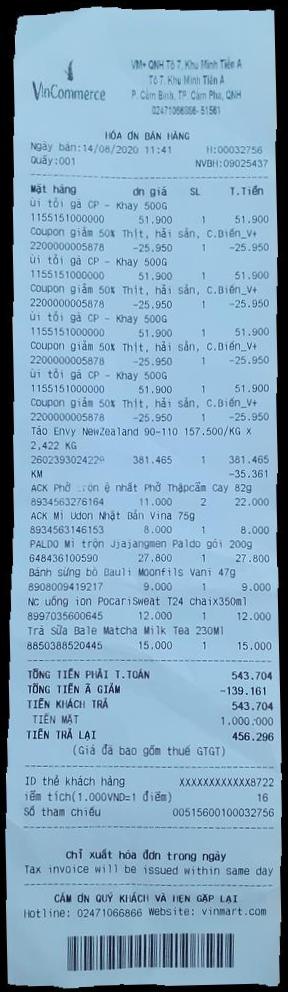 VinCommerce
VM+ QNH Tổ 7, Khu Minh Tiến A
Tổ 7, Khu Minh Tiến A
P. Cẩm Bình, TP. Cẩm Phả, QNH
02471066866-51561
HÓA ƠN BÁN HÀNG
Ngày bán:14/08/2020 11:41 H:00032756
Quầy:001 NVBH:09025437
Mặt hàng ơn giá SL T.Tiền
ùi tỏi gà CP - Khay 500G
1155151000000 51.900 1 51.900
Coupon giảm 50% Thịt, hải sản, C.Biến_V+
2200000005878 -25.950 1 -25.950
ùi tỏi gà CP - Khay 500G
1155151000000 51.900 1 51.900
Coupon giảm 50% Thịt, hải sản, C.Biến_V+
2200000005878 -25.950 1 -25.950
ùi tỏi gà CP - Khay 500G
1155151000000 51.900 1 51.900
Coupon giảm 50% Thịt, hải sản, C.Biến_V+
2200000005878 -25.950 1 -25.950
ùi tỏi gà CP - Khay 500G
1155151000000 51.900 1 51.900
Coupon giảm 50% Thịt, hải sản, C.Biến_V+
2200000005878 -25.950 1 -25.950
Táo Envy NewZealand 90-110 157.500/KG x
2,422 KG
2602393024229 381.465 1 381.465
KM -35.361
ACK Phở ệ nhất Phở Thập cẩm Cay 82g
8934563276164 11.000 2 22.000
ACK Mì Udon Nhật Bản Vina 75g
8934563146153 8.000 1 8.000
PALDO Mì trộn Jjajangmen Paldo gói 200g
648436100590 27.800 1 27.800
Bánh sừng bò Bauli Moonfils Vani 47g
8908009419217 9.000 1 9.000
NC uống ion PocariSweat T24 chaix350ml
8997035600645 12.000 1 12.000
Trà Sữa Bale Matcha Milk Tea 230Ml
8850388520445 15.000 1 15.000
TỔNG TIỀN PHẢI T.TOÁN 543.704
TỔNG TIỀN Ã GIẢM -139.161
TIỀN KHÁCH TRẢ 543.704
TIỀN MẶT 1.000.000
TIỀN TRẢ LẠI 456.296
(Giá đã bao gồm thuế GTGT)
ID thẻ khách hàng XXXXXXXXXXXX8722
iểm tích(1.000VND=1 điểm) 16
Số tham chiếu 00515600100032756
Chỉ xuất hóa đơn trong ngày
Tax invoice will be issued within same day
CẢM ƠN QUÝ KHÁCH VÀ HẸN GẶP LẠI
Hotline: 02471066866 Website: vinmart.com